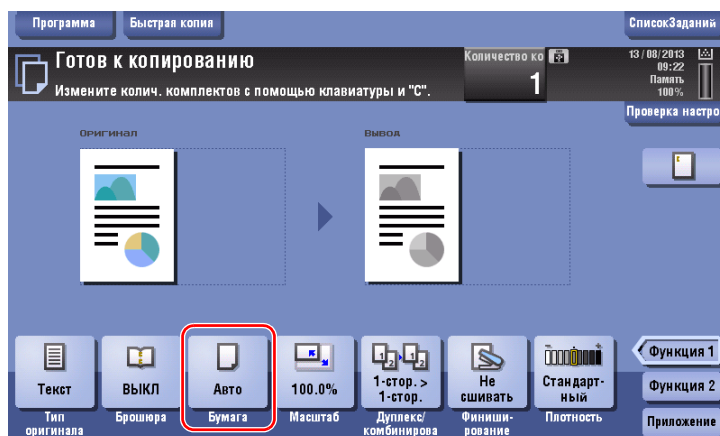 Программа
Быстрая копия
СписокЗаданий
Готов к копированию
Количество ко
1
13/08/2013
09:22
Память
100%
Измените колич. комплектов с помощью клавиатуры и "С".
Проверка настро
Оригинал
Вывод
Текст
ВЫКЛ
Авто
100.0%
1-стор. >
1-стор.
Не
сшивать
Стандарт-
ный
Тип
оригинала
Брошюра
Бумага
Масштаб
Дуплекс/
комбинирова
Финиши-
рование
Плотность
Функция 1
Функция 2
Приложение